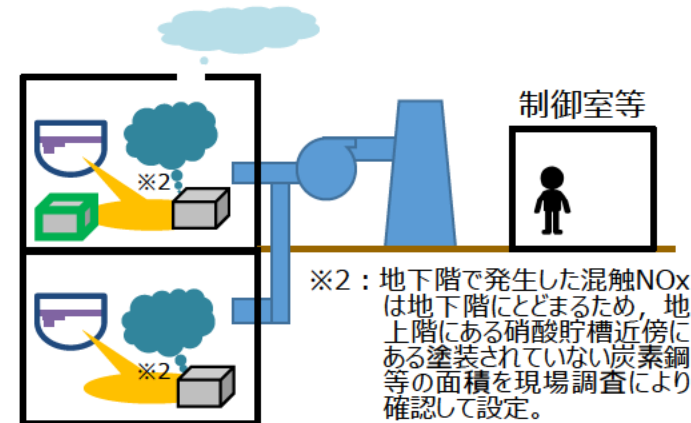 制御室等
※2
※2
※2：地下階で発生した混触NOx
は地下階にとどまるため，地
上階にある硝酸貯槽近傍に
ある塗装されていない炭素鋼
等の面積を現場調査により
確認して設定。